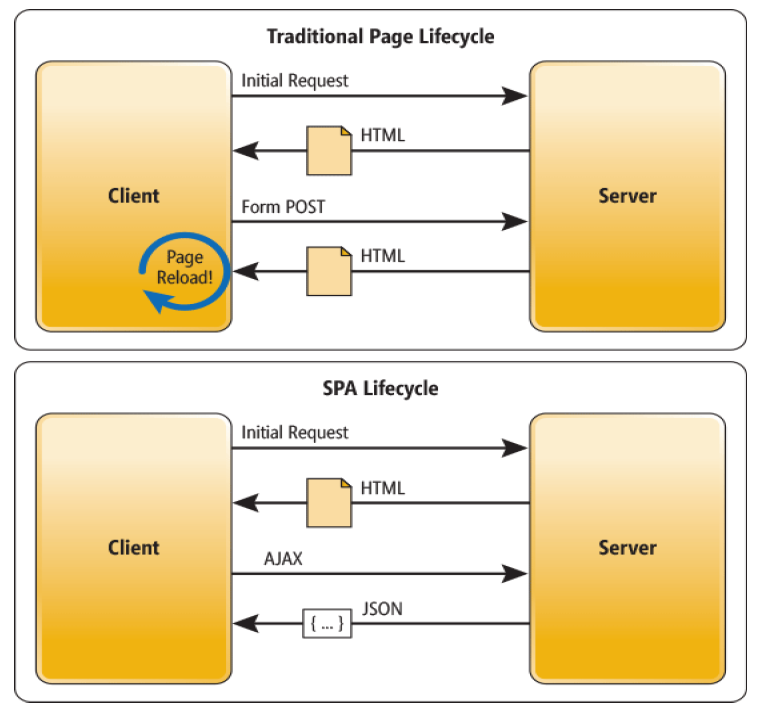 Traditional Page Lifecycle
Initial Request
HTML
Client
Server
Form POST
HTML
Page
Reload!
SPA Lifecycle
Initial Request
HTML
Client
Server
AJAX
JSON
{ ... }